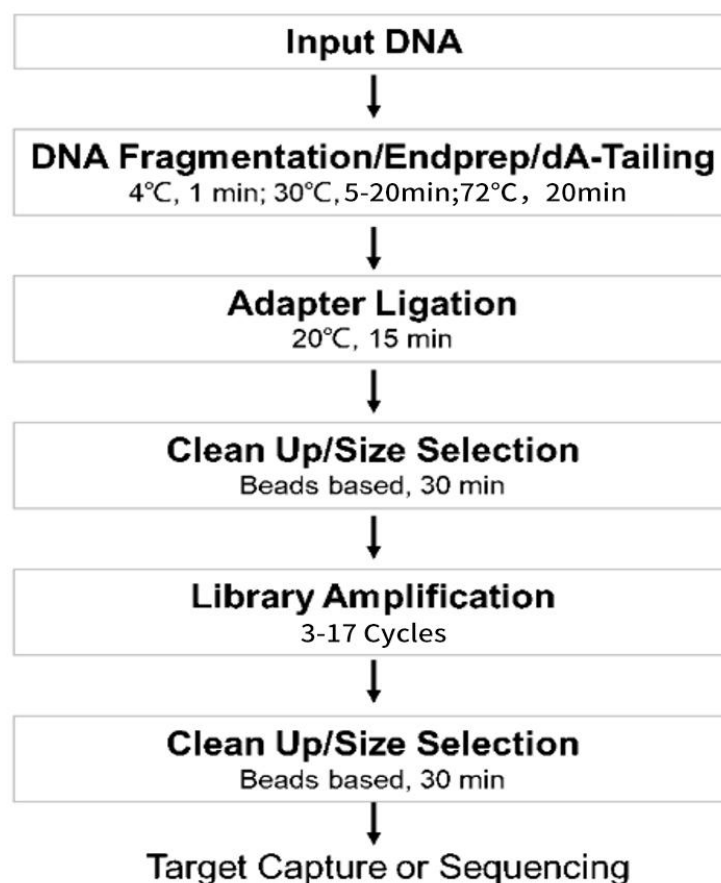 Input DNA
DNA Fragmentation/Endprep/dA-Tailing
4℃, 1 min; 30℃,5-20min;72°C，20min
Adapter Ligation
20℃, 15 min
Clean Up/Size Selection
Beads based, 30 min
Library Amplification
3-17 Cycles
Clean Up/Size Selection
Beads based, 30 min
Target Capture or Sequencing